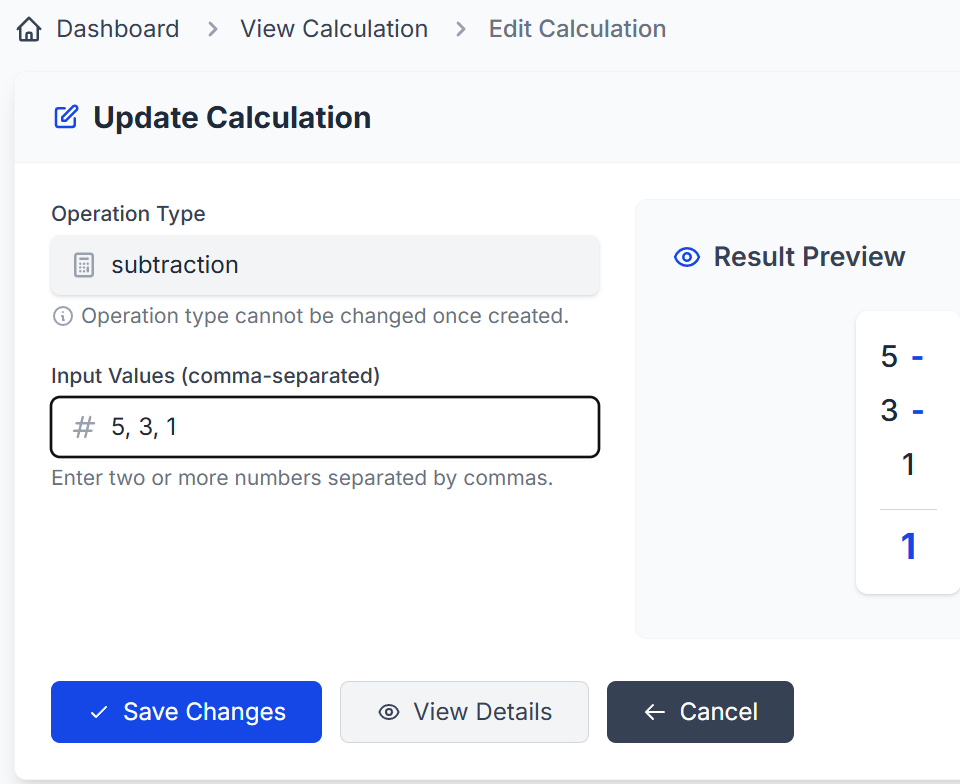 Dashboard > View Calculation > Edit Calculation
Update Calculation
Operation Type
subtraction
Operation type cannot be changed once created.
Input Values (comma-separated)
# 5, 3, 1
Enter two or more numbers separated by commas.
Result Preview
5 -
3 -
1
1
Save Changes
View Details
Cancel